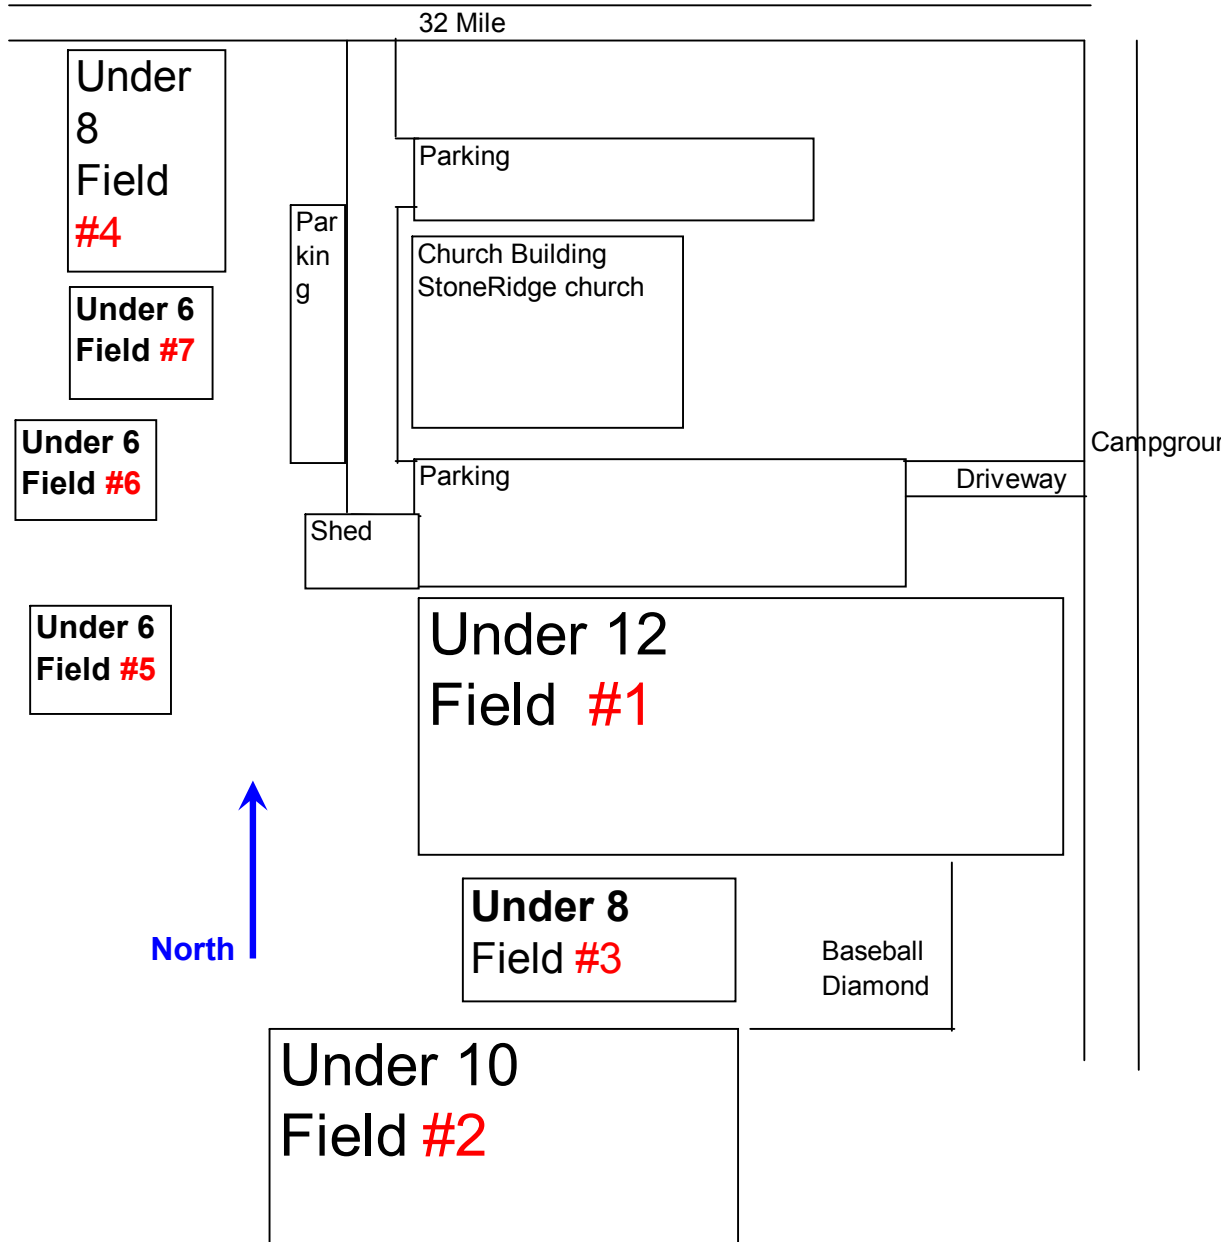 32 Mile
Under
8
Field
#4
Parking
Par
kin
g
Church Building
StoneRidge church
Under 6
Field #7
Under 6
Field #6
Campgrour
Parking
Driveway
Shed
Under 6
Field #5
Under 12
Field #1
North
Under 8
Field #3
Baseball
Diamond
Under 10
Field #2